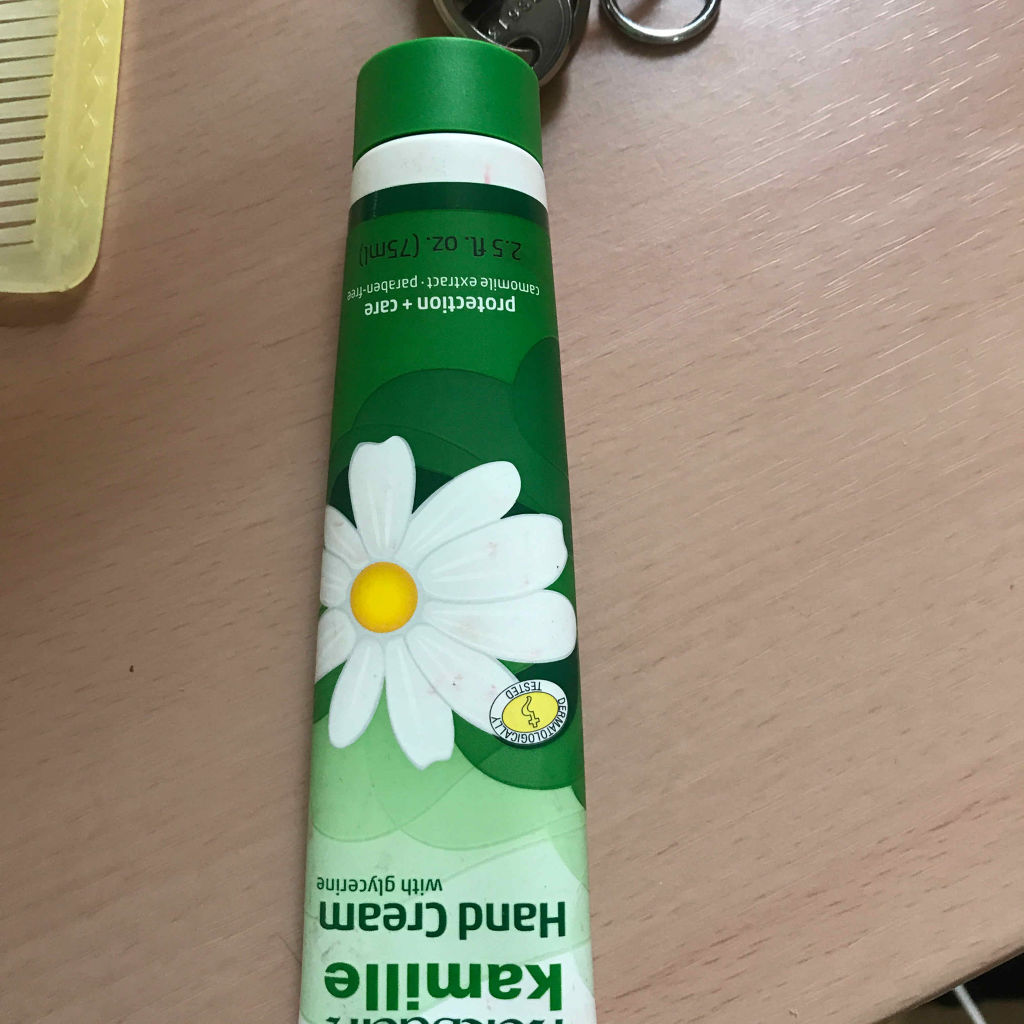 kamille
Hand Cream
with glycerine
DERMATOLOGICALLY
TESTED
protection + care
camomile extract · paraben-free
2.5 fl. oz. (75ml)